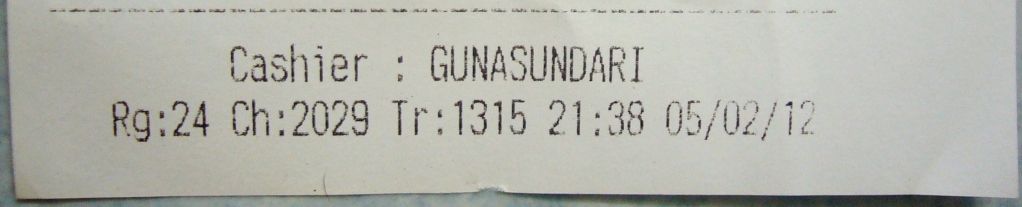 Cashier : GUNASUNDARI
Rg:24 Ch:2029 Tr:1315 21:38 05/02/12